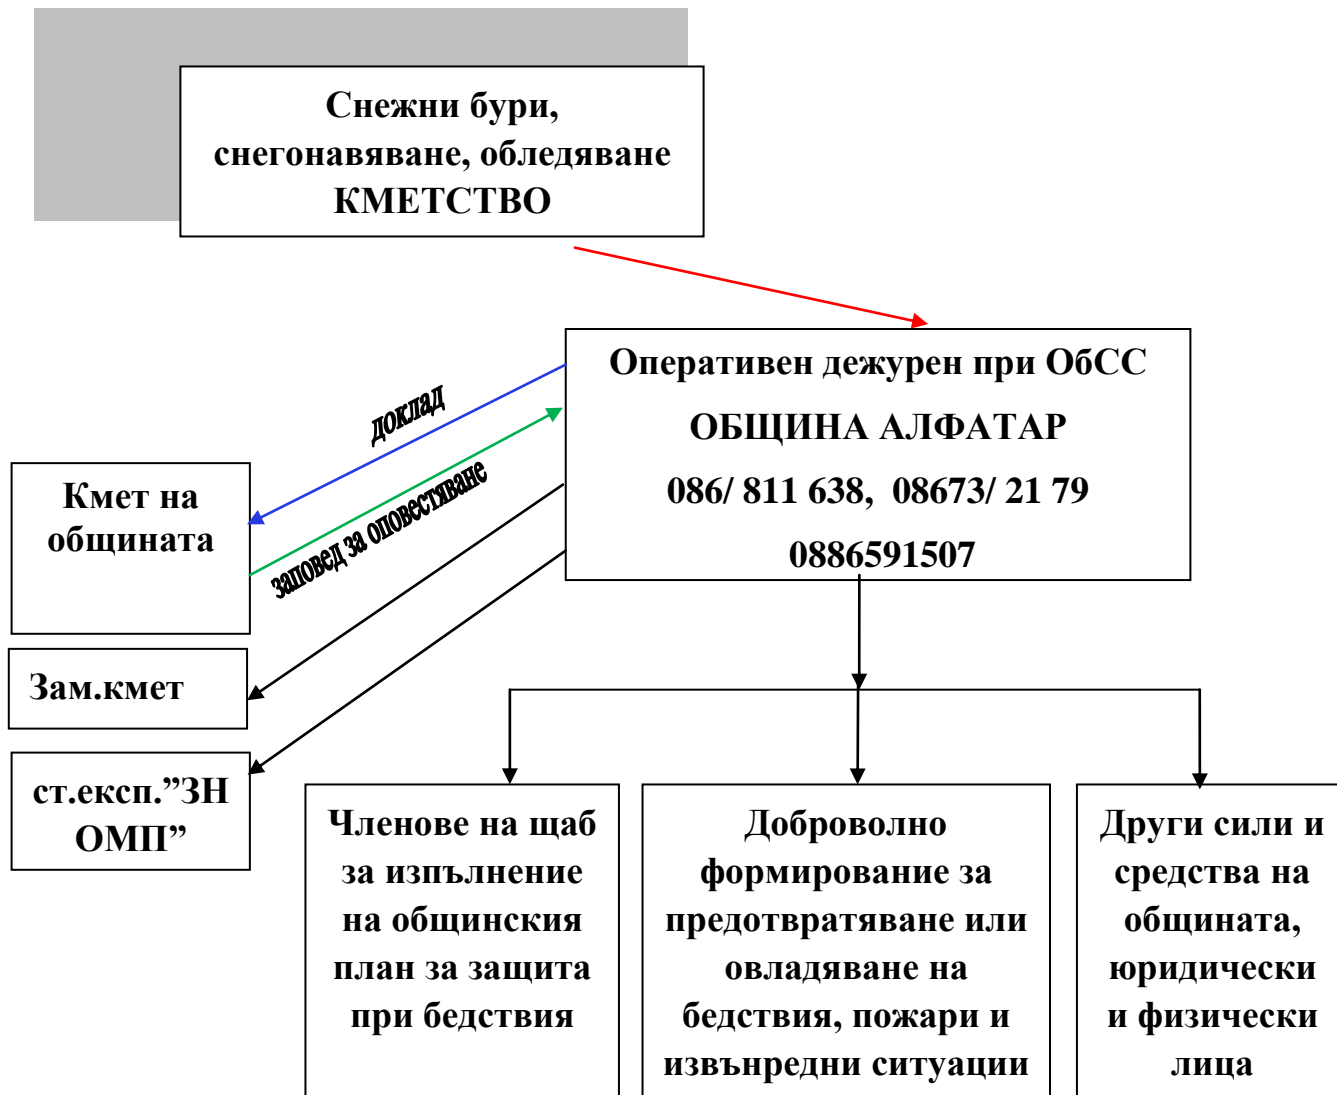 Снежни бури,
снегонавяване, обледяване
КМЕТСТВО
Оперативен дежурен при ОбСС
ОБЩИНА АЛФАТАР
086/ 811 638,  08673/ 21 79
0886591507
доклад
заповед за оповестяване
Кмет на
общината
Зам.кмет
ст.експ.”ЗН
ОМП”
Членове на щаб
за изпълнение
на общинския
план за защита
при бедствия
Доброволно
формирование за
предотвратяване или
овладяване на
бедствия, пожари и
извънредни ситуации
Други сили и
средства на
общината,
юридически
и физически
лица